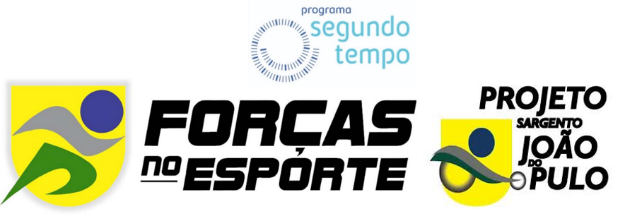 programa
segundo
tempo
FORÇAS
NO ESPORTE
PROJETO
SARGENTO
JOÃO
DO
PULO